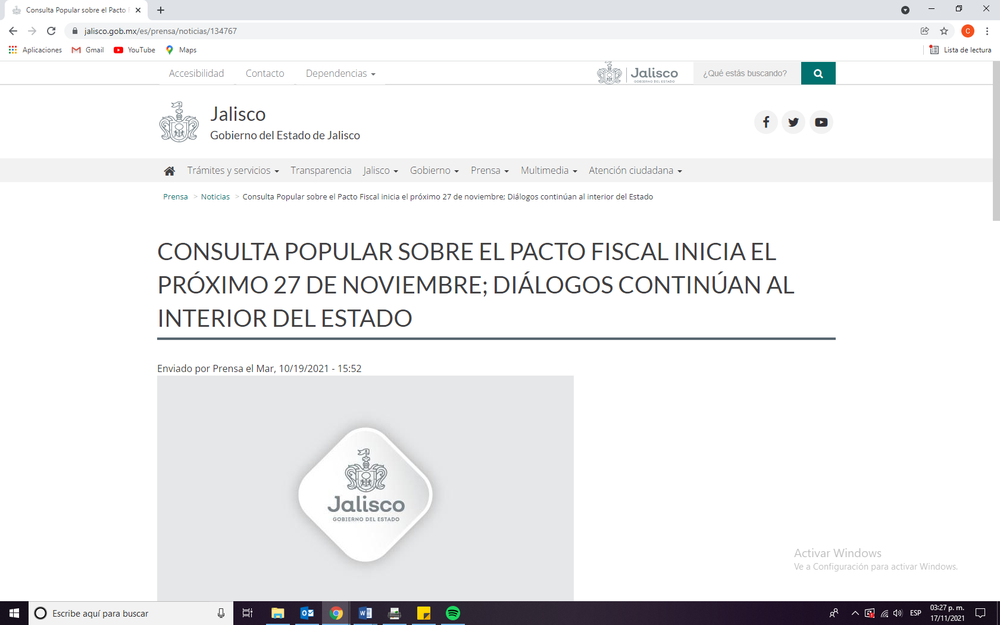 Consulta Popular sobre el Pacto F
jalisco.gob.mx/es/prensa/noticias/134767
C
Aplicaciones
Gmail
YouTube
Maps
Lista de lectura
Accesibilidad
Contacto
Dependencias
Jalisco
GOBIERNO DEL ESTADO
¿Qué estás buscando?
Jalisco
Gobierno del Estado de Jalisco
Trámites y servicios
Transparencia
Jalisco
Gobierno
Prensa
Multimedia
Atención ciudadana
Prensa > Noticias > Consulta Popular sobre el Pacto Fiscal inicia el próximo 27 de noviembre; Diálogos continúan al interior del Estado
CONSULTA POPULAR SOBRE EL PACTO FISCAL INICIA EL
PRÓXIMO 27 DE NOVIEMBRE; DIÁLOGOS CONTINÚAN AL
INTERIOR DEL ESTADO
Enviado por Prensa el Mar, 10/19/2021 - 15:52
Jalisco
GOBIERNO DEL ESTADO
Activar Windows
Ve a Configuración para activar Windows.
Escribe aquí para buscar
ESP
03:27 p. m.
17/11/2021